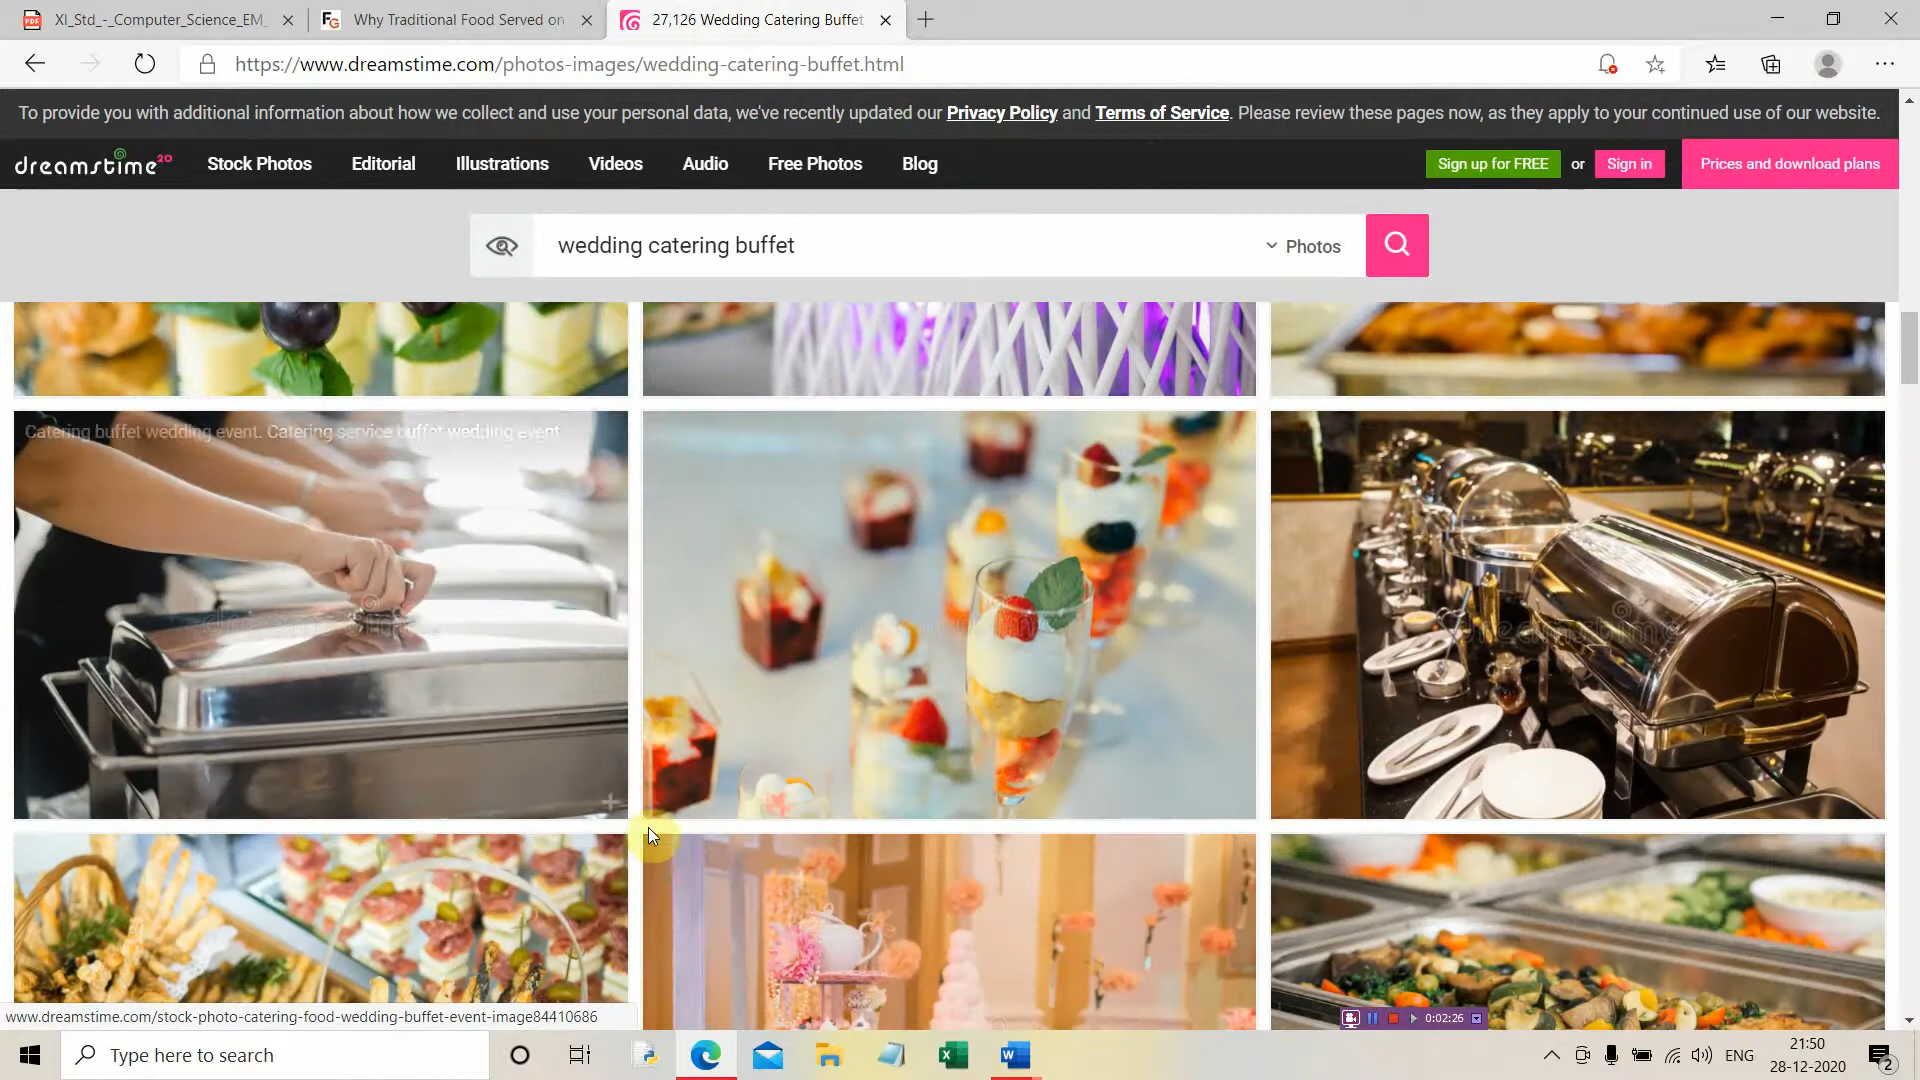 XI_Std_-_Computer_Science_EM_
Why Traditional Food Served on
27,126 Wedding Catering Buffet
https://www.dreamstime.com/photos-images/wedding-catering-buffet.html
To provide you with additional information about how we collect and use your personal data, we've recently updated our Privacy Policy and Terms of Service. Please review these pages now, as they apply to your continued use of our website.
dreamstime20
Stock Photos
Editorial
Illustrations
Videos
Audio
Free Photos
Blog
Sign up for FREE
or
Sign in
Prices and download plans
wedding catering buffet
Photos
Catering buffet wedding event. Catering service buffet wedding event
dreamstime
www.dreamstime.com/stock-photo-catering-food-wedding-buffet-event-image84410686
0:02:26
Type here to search
ENG
21:50
28-12-2020
2